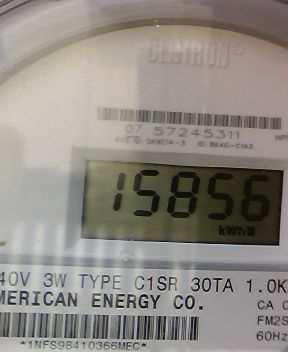 CENTRON®
07 57245311
15856
kWh
40V 3W TYPE C1SR 30TA 1.0K
MERICAN ENERGY CO.
CA 0
FM2S
60Hz
*1NFS98410366MEC*